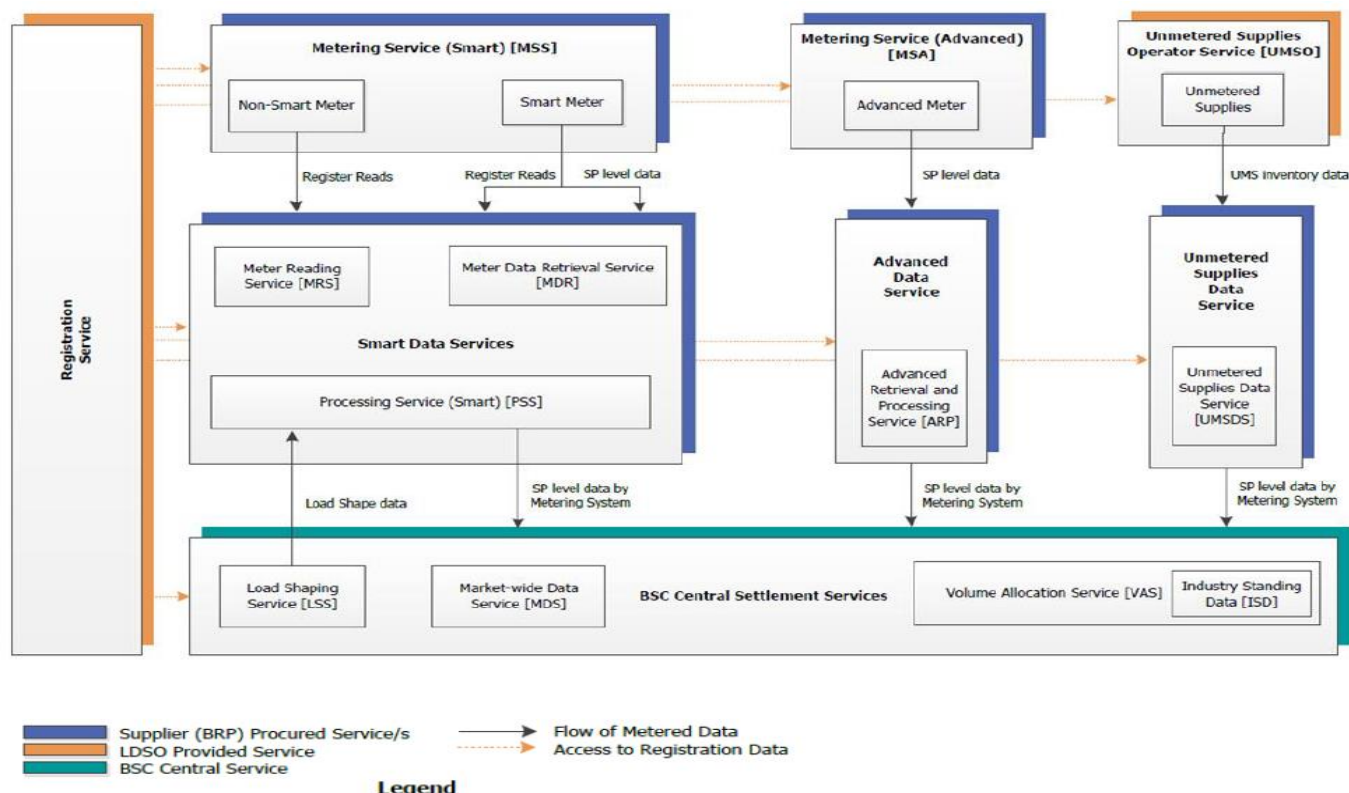 Metering Service (Smart) [MSS]
Non-Smart Meter
Smart Meter
Metering Service (Advanced)
[MSA]
Advanced Meter
Unmetered Supplies
Operator Service [UMSO]
Unmetered
Supplies
Register Reads
Register Reads
SP level data
SP level data
UMS Inventory data
Registration
Service
Meter Reading
Service [MRS]
Meter Data Retrieval Service
[MDR]
Smart Data Services
Processing Service (Smart) [PSS]
Advanced
Data
Service
Advanced
Retrieval and
Processing
Service [ARP]
Unmetered
Supplies
Data
Service
Unmetered
Supplies Data
Service
[UMSDS]
Load Shape data
SP level data by
Metering System
SP level data by
Metering System
SP level data by
Metering System
Load Shaping
Service [LSS]
Market-wide Data
Service [MDS]
BSC Central Settlement Services
Volume Allocation Service [VAS]
Industry Standing
Data [ISD]
Supplier (BRP) Procured Service/s
LDSO Provided Service
BSC Central Service
Flow of Metered Data
Access to Registration Data
Legend